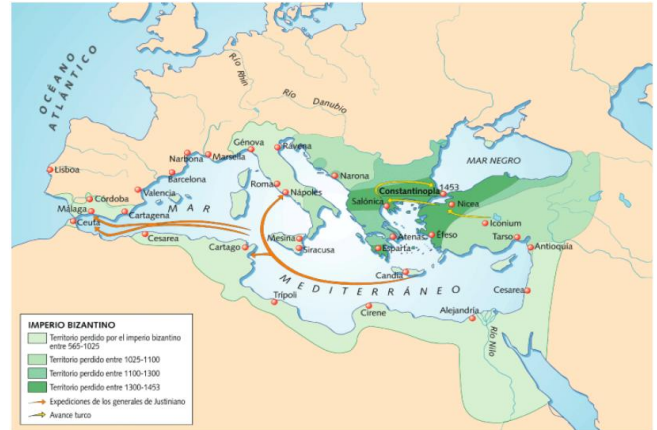 OCÉANO
ATLÁNTICO
Río Rhin
Río Danubio
MAR NEGRO
Génova
Rávena
Narbona
Marsella
Lisboa
Barcelona
Narona
Constantinopla
1453
Roma
Nápoles
Salónica
Nicea
Córdoba
Valencia
MAR
Málaga
Cartagena
Iconium
Ceuta
Mesina
Atenas
Éfeso
Tarso
Cesarea
Cartago
Siracusa
Esparta
Antioquía
Candia
MEDITERRÁNEO
Cesarea
Trípoli
Cirene
Alejandría
Río Nilo
IMPERIO BIZANTINO
Territorio perdido por el imperio bizantino
entre 565-1025
Territorio perdido entre 1025-1100
Territorio perdido entre 1100-1300
Territorio perdido entre 1300-1453
Expediciones de los generales de Justiniano
Avance turco